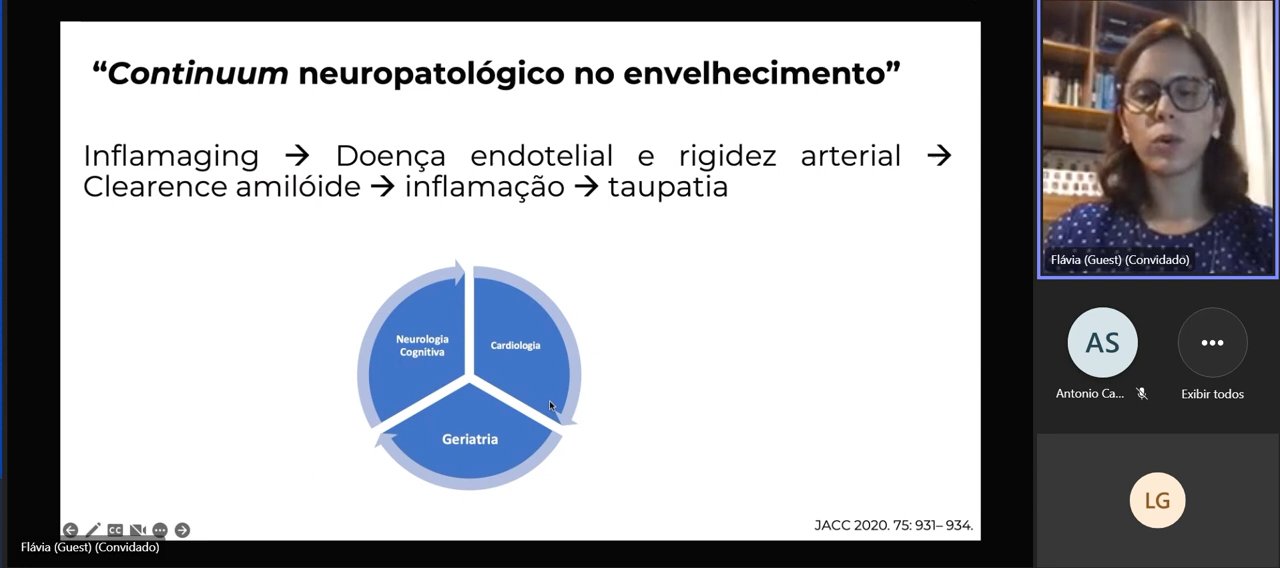 “Continuum neuropatológico no envelhecimento”
Inflamaging → Doença endotelial e rigidez arterial →
Clearence amilóide → inflamação → taupatia
Neurologia
Cognitiva
Cardiologia
Geriatria
JACC 2020. 75: 931– 934.
CC
Flávia (Guest) (Convidado)
Flávia (Guest) (Convidado)
AS
Antonio Ca...
Exibir todos
LG